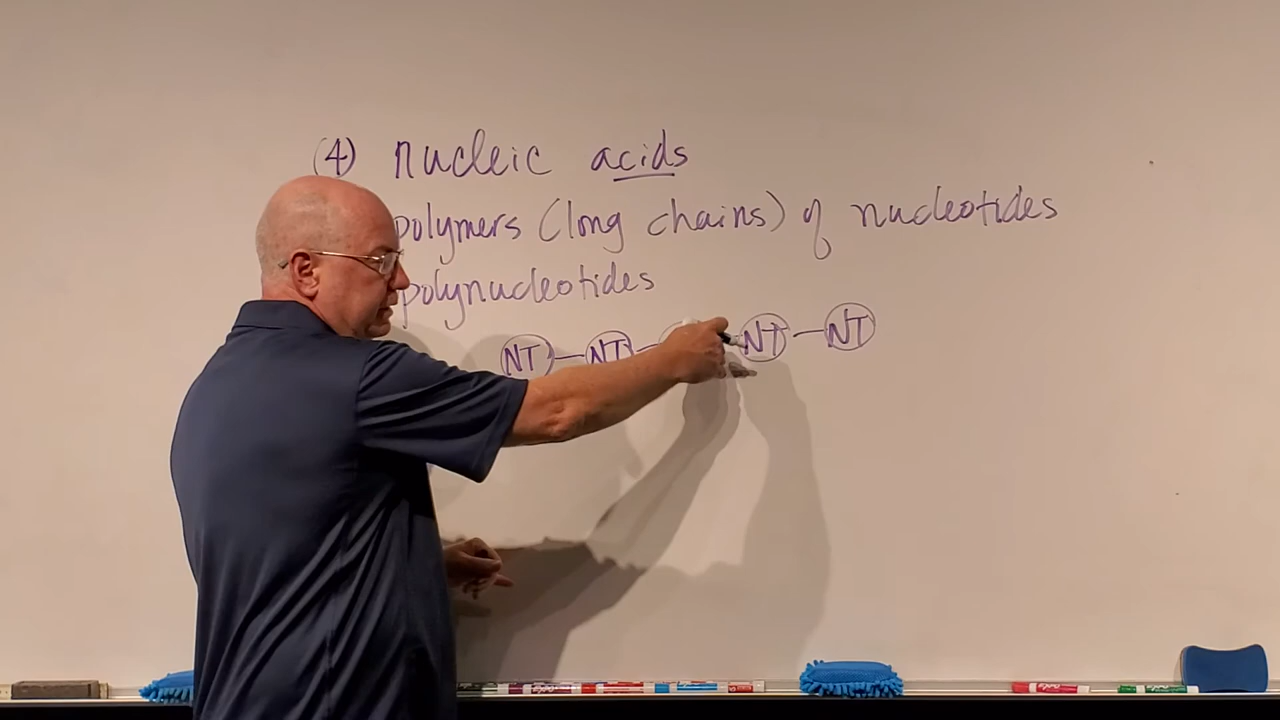 (4) nucleic acids
polymers (long chains) of nucleotides
polynucleotides
NT — NT — NT — NT